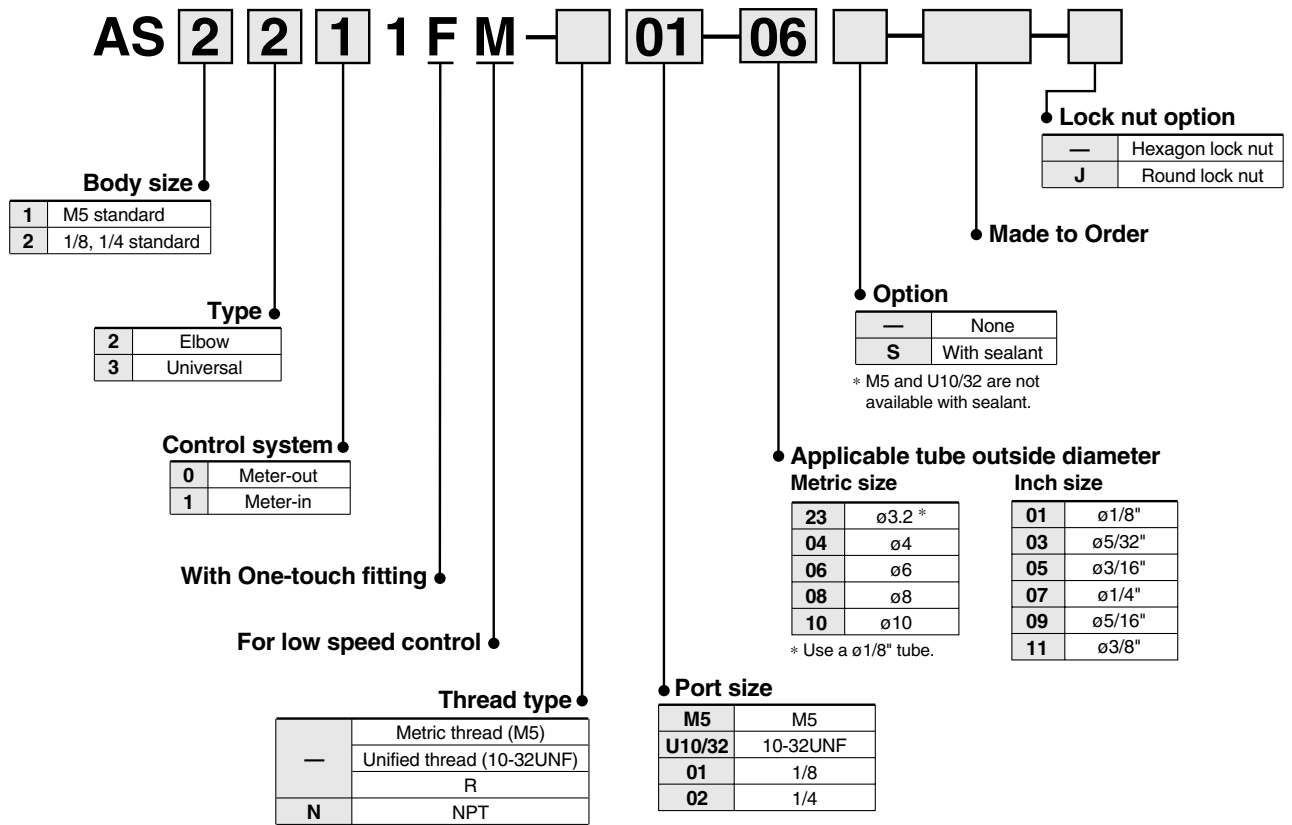 AS 2 2 1 1 F M — 01 — 06 — —
Lock nut option
— Hexagon lock nut
J Round lock nut
Body size
1 M5 standard
2 1/8, 1/4 standard
Made to Order
Type
2 Elbow
3 Universal
Option
— None
S With sealant
* M5 and U10/32 are not
available with sealant.
Control system
0 Meter-out
1 Meter-in
Applicable tube outside diameter
Metric size
23 ø3.2 *
04 ø4
06 ø6
08 ø8
10 ø10
* Use a ø1/8" tube.
Inch size
01 ø1/8"
03 ø5/32"
05 ø3/16"
07 ø1/4"
09 ø5/16"
11 ø3/8"
With One-touch fitting
For low speed control
Thread type
— Metric thread (M5)
Unified thread (10-32UNF)
R
N NPT
Port size
M5 M5
U10/32 10-32UNF
01 1/8
02 1/4